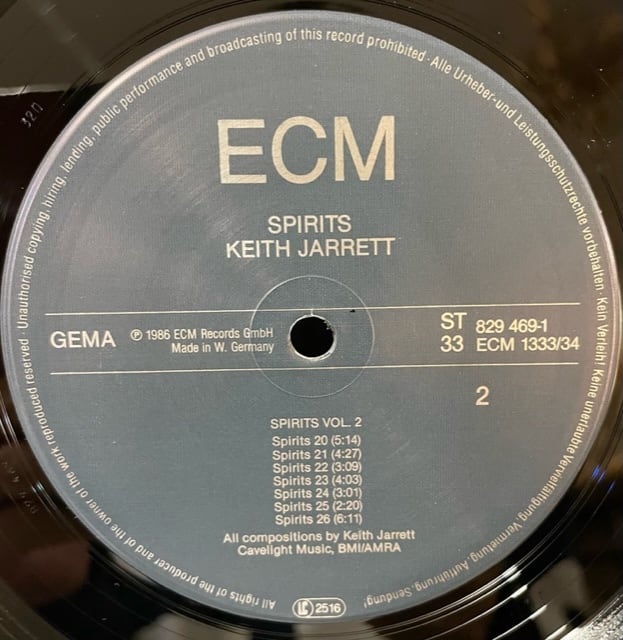 All rights of the producer and of the owner of the work reproduced reserved · Unauthorised copying, hiring, lending, public performance and broadcasting of this record prohibited · Alle Urheber-und Leistungsschutzrechte vorbehalten. Kein Verleih! Keine unerlaubte Vervielfältigung, Vermietung, Aufführung, Sendung!
ECM
SPIRITS
KEITH JARRETT
GEMA
℗ 1986 ECM Records GmbH
Made in W. Germany
ST 829 469-1
33 ECM 1333/34
2
SPIRITS VOL. 2
Spirits 20 (5:14)
Spirits 21 (4:27)
Spirits 22 (3:09)
Spirits 23 (4:03)
Spirits 24 (3:01)
Spirits 25 (2:20)
Spirits 26 (6:11)
All compositions by Keith Jarrett
Cavelight Music, BMI/AMRA
LC 2516
320